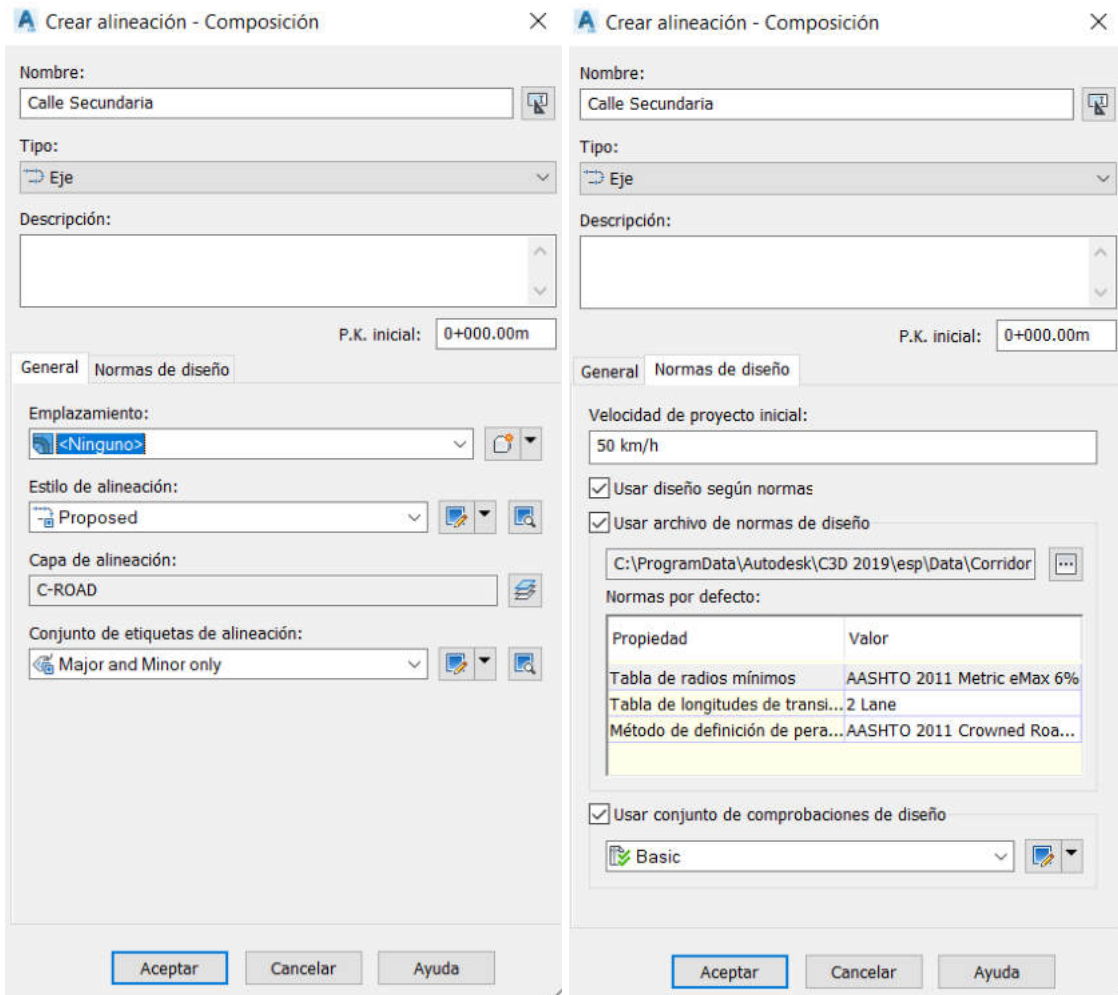 Crear alineación - Composición
Nombre:
Calle Secundaria
Tipo:
Eje
Descripción:
P.K. inicial: 0+000.00m
General Normas de diseño
Emplazamiento:
<Ninguno>
Estilo de alineación:
Proposed
Capa de alineación:
C-ROAD
Conjunto de etiquetas de alineación:
Major and Minor only
Aceptar Cancelar Ayuda
Crear alineación - Composición
Nombre:
Calle Secundaria
Tipo:
Eje
Descripción:
P.K. inicial: 0+000.00m
General Normas de diseño
Velocidad de proyecto inicial:
50 km/h
Usar diseño según normas
Usar archivo de normas de diseño
C:\ProgramData\Autodesk\C3D 2019\esp\Data\Corridor ...
Normas por defecto:
Propiedad Valor
Tabla de radios mínimos AASHTO 2011 Metric eMax 6%
Tabla de longitudes de transi... 2 Lane
Método de definición de pera... AASHTO 2011 Crowned Roa...
Usar conjunto de comprobaciones de diseño
Basic
Aceptar Cancelar Ayuda